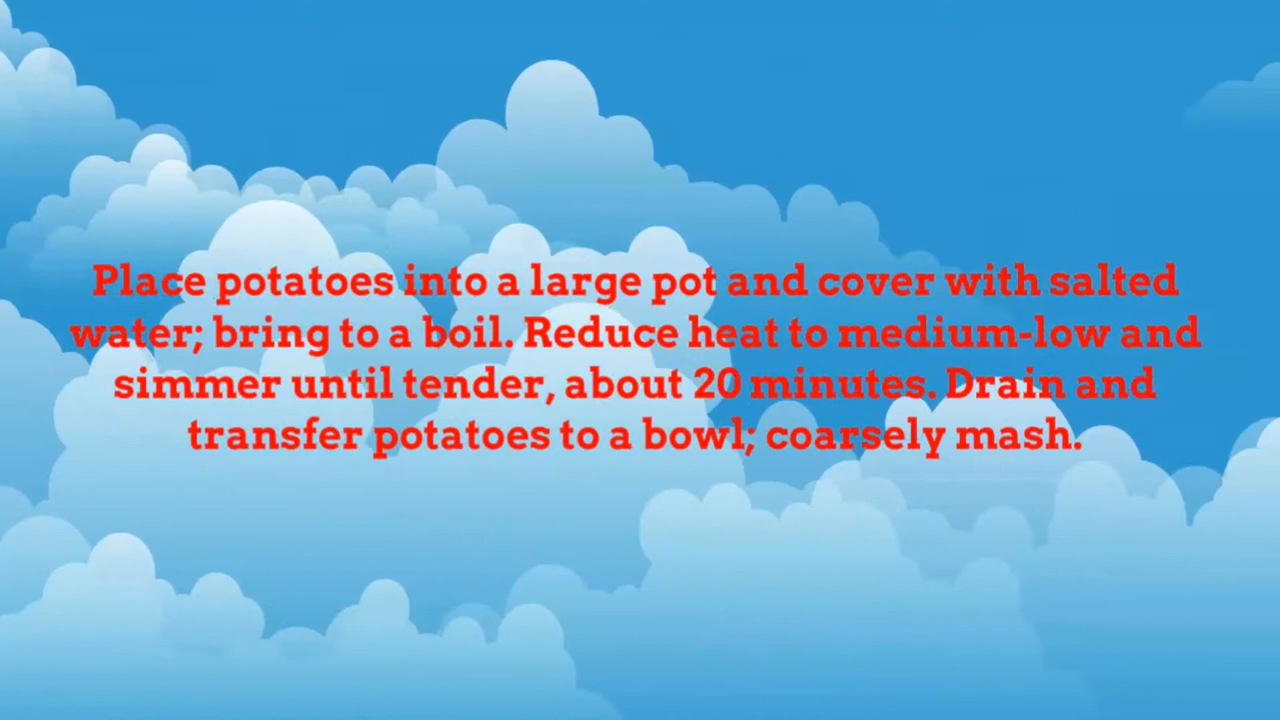 Place potatoes into a large pot and cover with salted
water; bring to a boil. Reduce heat to medium-low and
simmer until tender, about 20 minutes. Drain and
transfer potatoes to a bowl; coarsely mash.